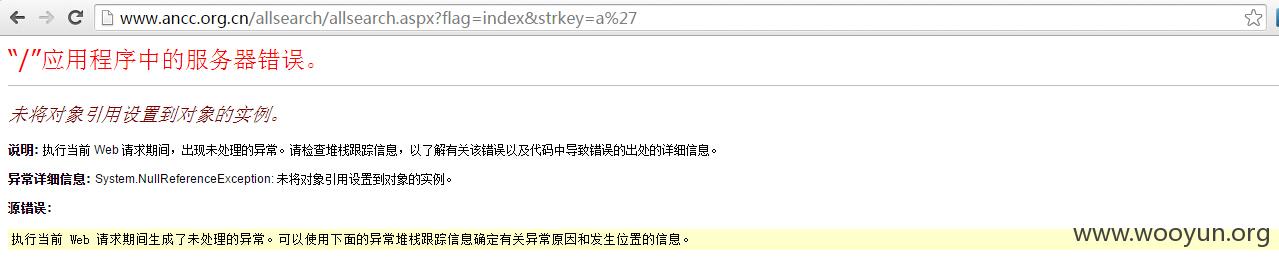 www.ancc.org.cn/allsearch/allsearch.aspx?flag=index&strkey=a%27
“/”应用程序中的服务器错误。
未将对象引用设置到对象的实例。
说明: 执行当前 Web 请求期间，出现未处理的异常。请检查堆栈跟踪信息，以了解有关该错误以及代码中导致错误的出处的详细信息。
异常详细信息: System.NullReferenceException: 未将对象引用设置到对象的实例。
源错误:
执行当前 Web 请求期间生成了未处理的异常。可以使用下面的异常堆栈跟踪信息确定有关异常原因和发生位置的信息。
www.wooyun.org